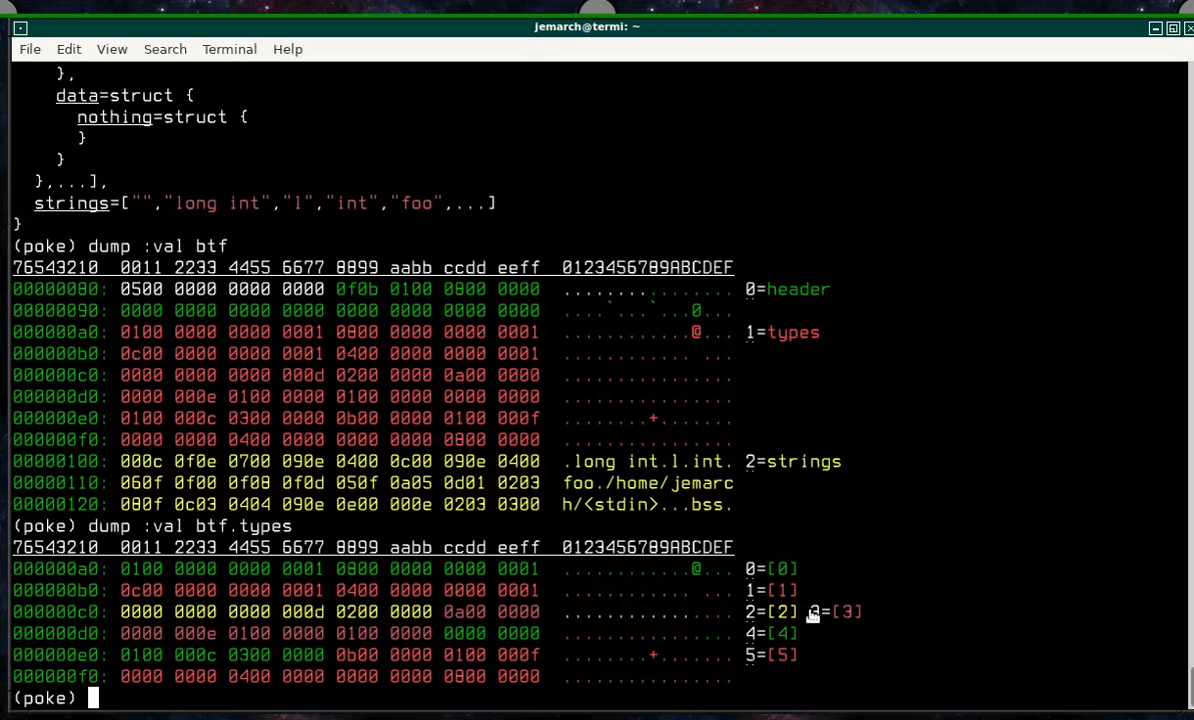 jemarch@termi: ~
File Edit View Search Terminal Help
},
data=struct {
nothing=struct {
}
}
},...],
strings=["","long int","l","int","foo",...]
}
(poke) dump :val btf
76543210  0011 2233 4455 6677 8899 aabb ccdd eeff  0123456789ABCDEF
00000080: 0500 0000 0000 0000 0f0b 0100 0800 0000  ................ 0=header
00000090: 0000 0000 0000 0000 0000 0000 0000 0000  ....`..`...@...
000000a0: 0100 0000 0000 0001 0800 0000 0000 0001  ............@... 1=types
000000b0: 0c00 0000 0000 0001 0400 0000 0000 0001  ............ ...
000000c0: 0000 0000 0000 000d 0200 0000 0a00 0000  ................
000000d0: 0000 000e 0100 0000 0100 0000 0000 0000  ................
000000e0: 0100 000c 0300 0000 0b00 0000 0100 000f  ........+.......
000000f0: 0000 0000 0400 0000 0000 0000 0800 0000  ................
00000100: 000c 0f0e 0700 090e 0400 0c00 090e 0400  .long int.l.int. 2=strings
00000110: 060f 0f00 0f08 0f0d 050f 0a05 0d01 0203  foo./home/jemarc
00000120: 080f 0c03 0404 090e 0e00 000e 0203 0300  h/<stdin>...bss.
(poke) dump :val btf.types
76543210  0011 2233 4455 6677 8899 aabb ccdd eeff  0123456789ABCDEF
000000a0: 0100 0000 0000 0001 0800 0000 0000 0001  ............@... 0=[0]
000000b0: 0c00 0000 0000 0001 0400 0000 0000 0001  ............ ... 1=[1]
000000c0: 0000 0000 0000 000d 0200 0000 0a00 0000  ................ 2=[2] 3=[3]
000000d0: 0000 000e 0100 0000 0100 0000 0000 0000  ................ 4=[4]
000000e0: 0100 000c 0300 0000 0b00 0000 0100 000f  ........+....... 5=[5]
000000f0: 0000 0000 0400 0000 0000 0000 0800 0000  ................
(poke)